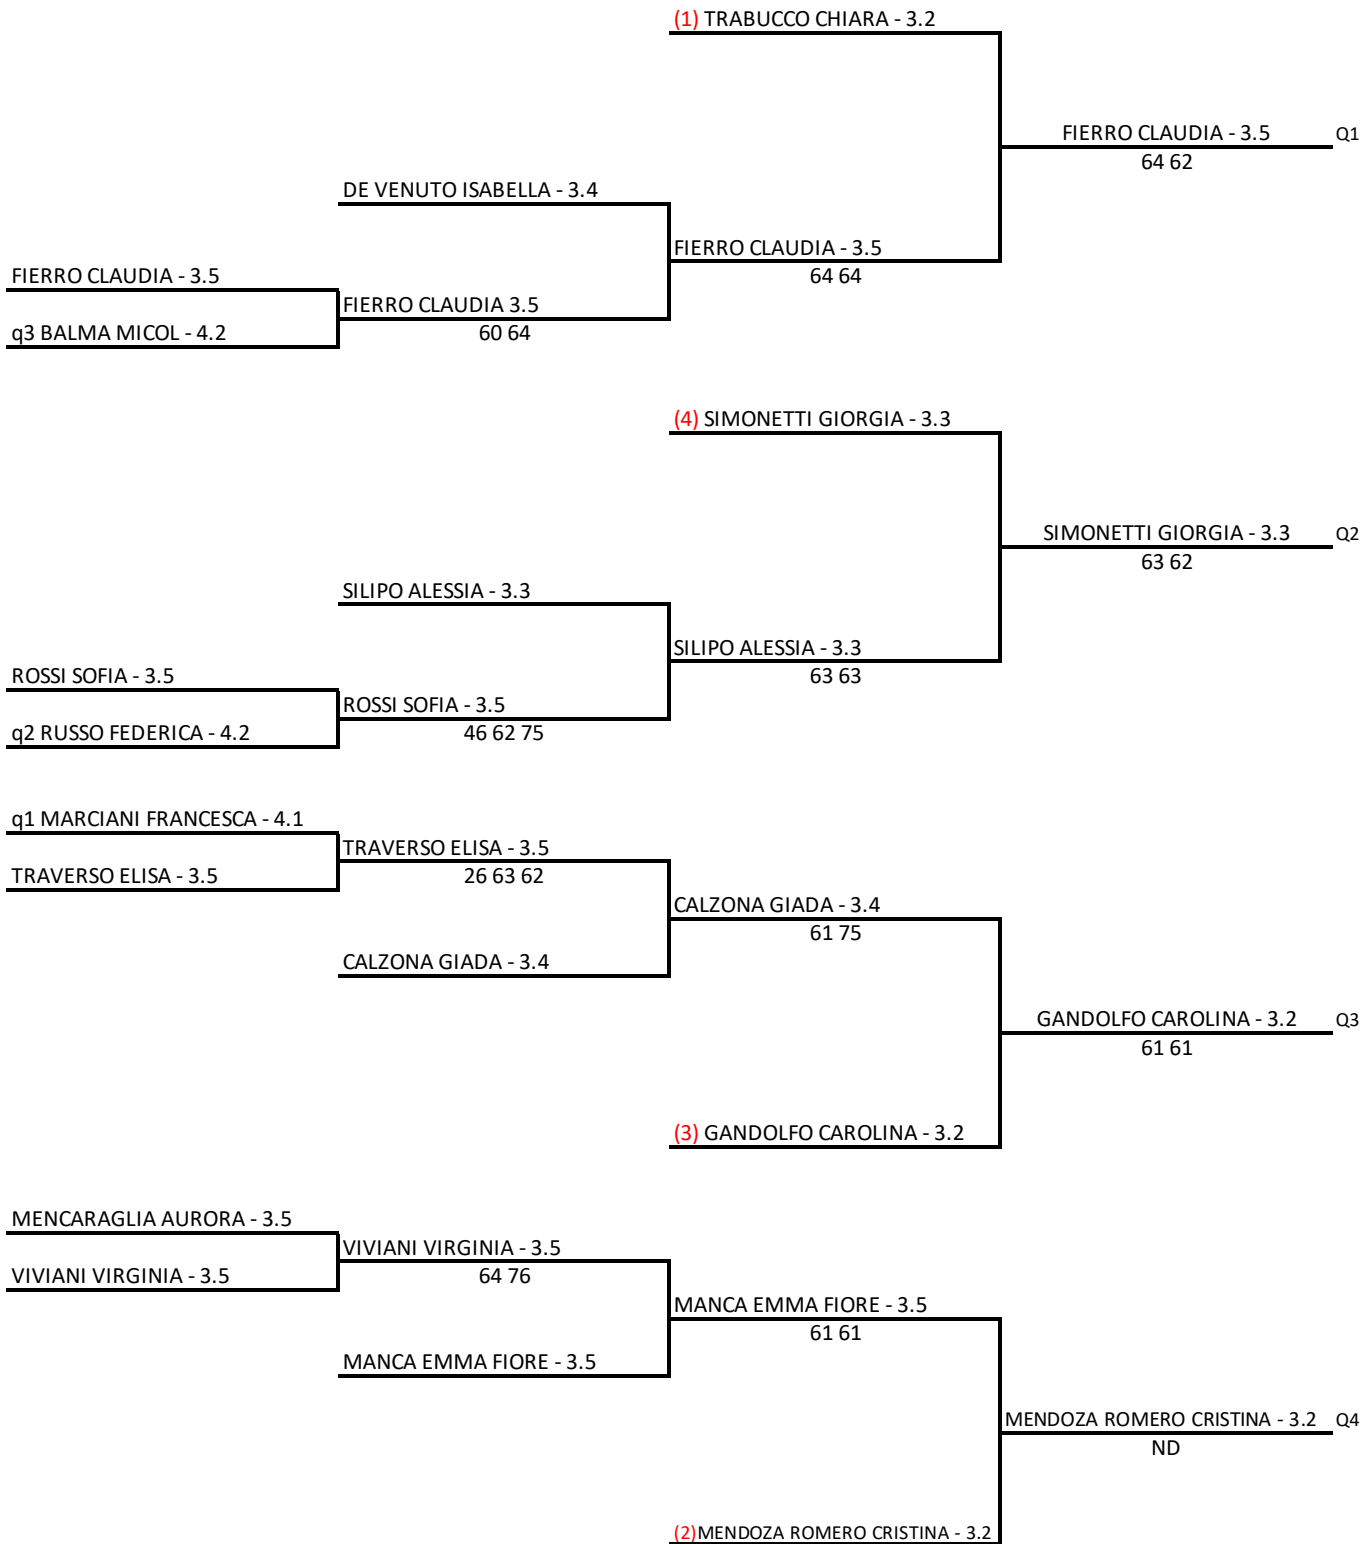 (1) TRABUCCO CHIARA - 3.2
FIERRO CLAUDIA - 3.5 Q1
64 62
DE VENUTO ISABELLA - 3.4
FIERRO CLAUDIA - 3.5
64 64
FIERRO CLAUDIA - 3.5
FIERRO CLAUDIA 3.5
60 64
q3 BALMA MICOL - 4.2
(4) SIMONETTI GIORGIA - 3.3
SIMONETTI GIORGIA - 3.3 Q2
63 62
SILIPO ALESSIA - 3.3
SILIPO ALESSIA - 3.3
63 63
ROSSI SOFIA - 3.5
ROSSI SOFIA - 3.5
46 62 75
q2 RUSSO FEDERICA - 4.2
q1 MARCIANI FRANCESCA - 4.1
TRAVERSO ELISA - 3.5
26 63 62
TRAVERSO ELISA - 3.5
CALZONA GIADA - 3.4
61 75
CALZONA GIADA - 3.4
GANDOLFO CAROLINA - 3.2 Q3
61 61
(3) GANDOLFO CAROLINA - 3.2
MENCARAGLIA AURORA - 3.5
VIVIANI VIRGINIA - 3.5
64 76
VIVIANI VIRGINIA - 3.5
MANCA EMMA FIORE - 3.5
61 61
MANCA EMMA FIORE - 3.5
MENDOZA ROMERO CRISTINA - 3.2 Q4
ND
(2)MENDOZA ROMERO CRISTINA - 3.2